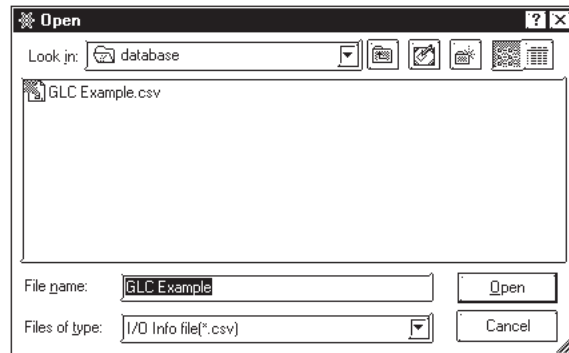 Open
Look in: database
GLC Example.csv
File name: GLC Example Open
Files of type: I/O Info file(*.csv) Cancel